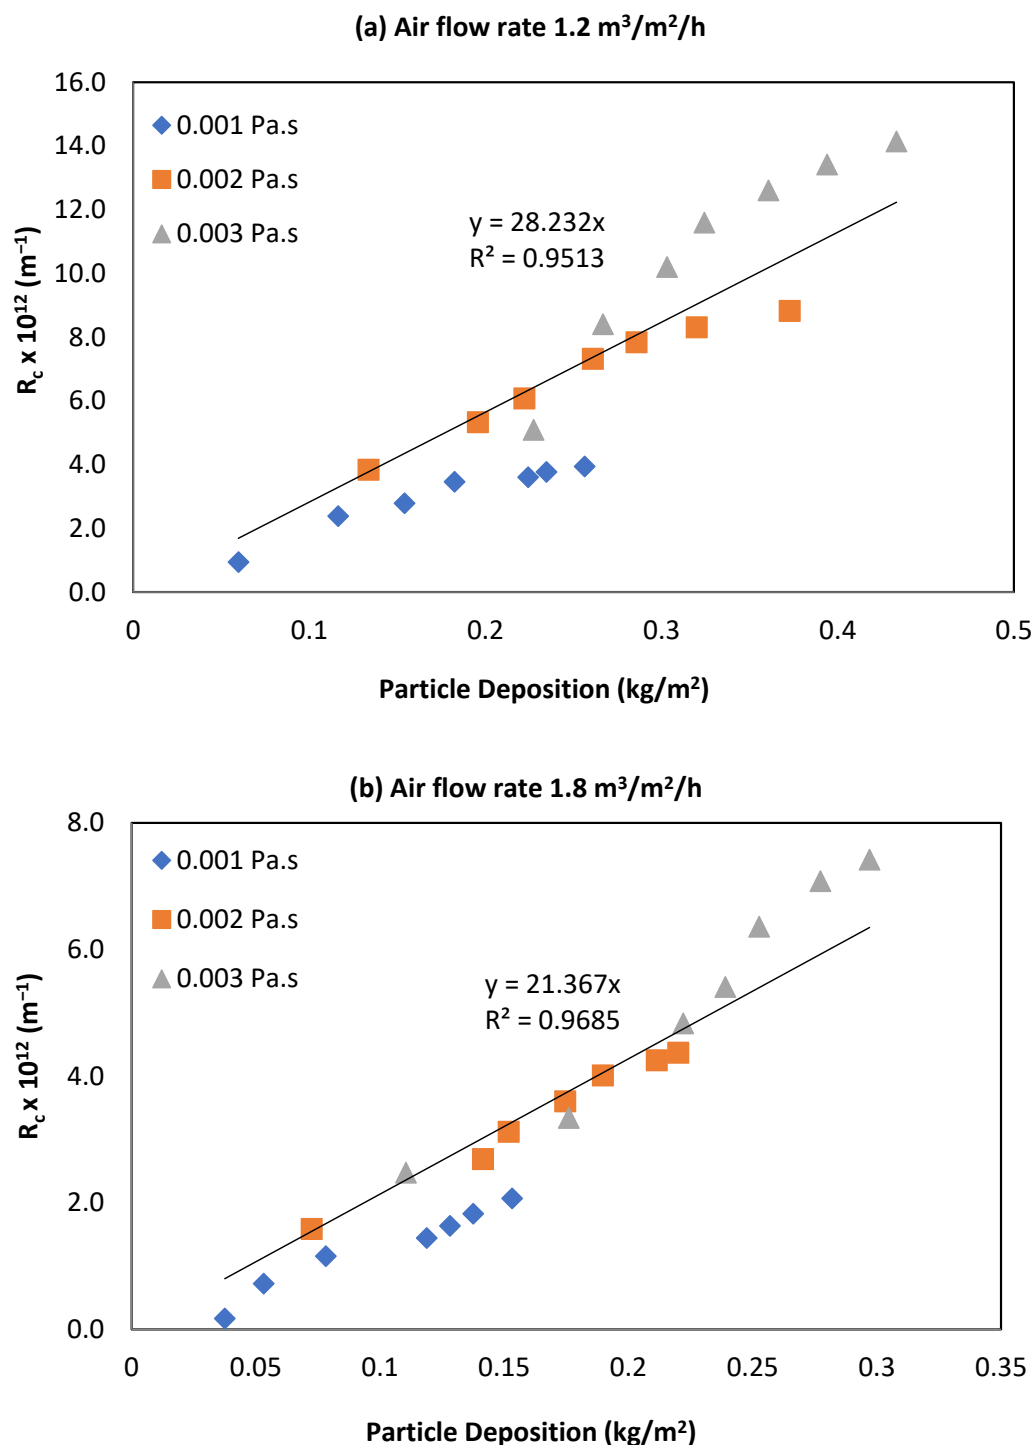 (a) Air flow rate 1.2 m³/m²/h
16.0
14.0
12.0
10.0
8.0
6.0
4.0
2.0
0.0
R_c x 10¹² (m⁻¹)
0.001 Pa.s
0.002 Pa.s
0.003 Pa.s
y = 28.232x
R² = 0.9513
0 0.1 0.2 0.3 0.4 0.5
Particle Deposition (kg/m²)
(b) Air flow rate 1.8 m³/m²/h
8.0
6.0
4.0
2.0
0.0
R_c x 10¹² (m⁻¹)
0.001 Pa.s
0.002 Pa.s
0.003 Pa.s
y = 21.367x
R² = 0.9685
0 0.05 0.1 0.15 0.2 0.25 0.3 0.35
Particle Deposition (kg/m²)